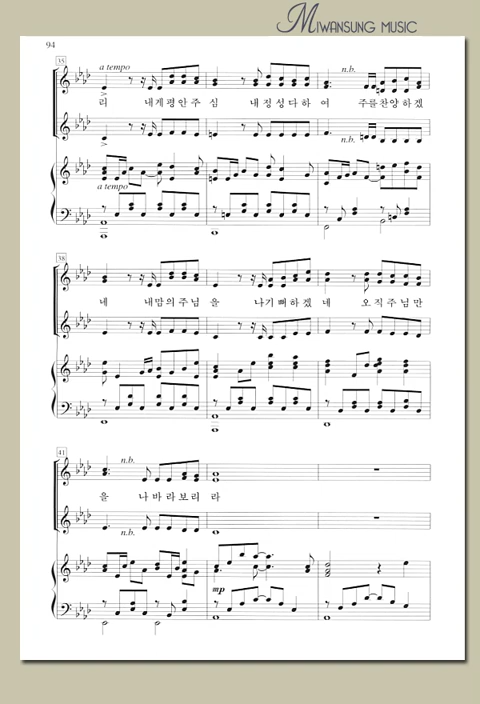 MIWANSUNG MUSIC
94
35
a tempo
n.b.
리 내게평안주 심 내정성다하 여 주를찬양하겠
n.b.
a tempo
38
네 내맘의주님 을 나기뻐하겠 네 오직주님만
41
n.b.
을 나바라보리 라
n.b.
mp